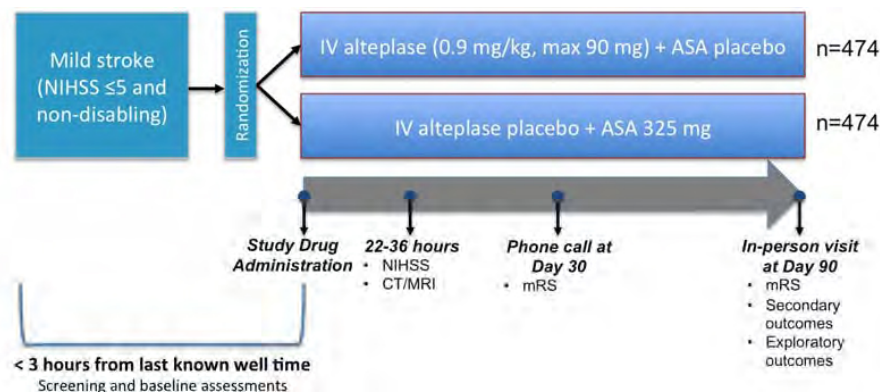 Mild stroke
(NIHSS ≤5 and
non-disabling)
Randomization
IV alteplase (0.9 mg/kg, max 90 mg) + ASA placebo
n=474
IV alteplase placebo + ASA 325 mg
n=474
Study Drug
Administration
22-36 hours
• NIHSS
• CT/MRI
Phone call at
Day 30
• mRS
In-person visit
at Day 90
• mRS
• Secondary
outcomes
• Exploratory
outcomes
< 3 hours from last known well time
Screening and baseline assessments